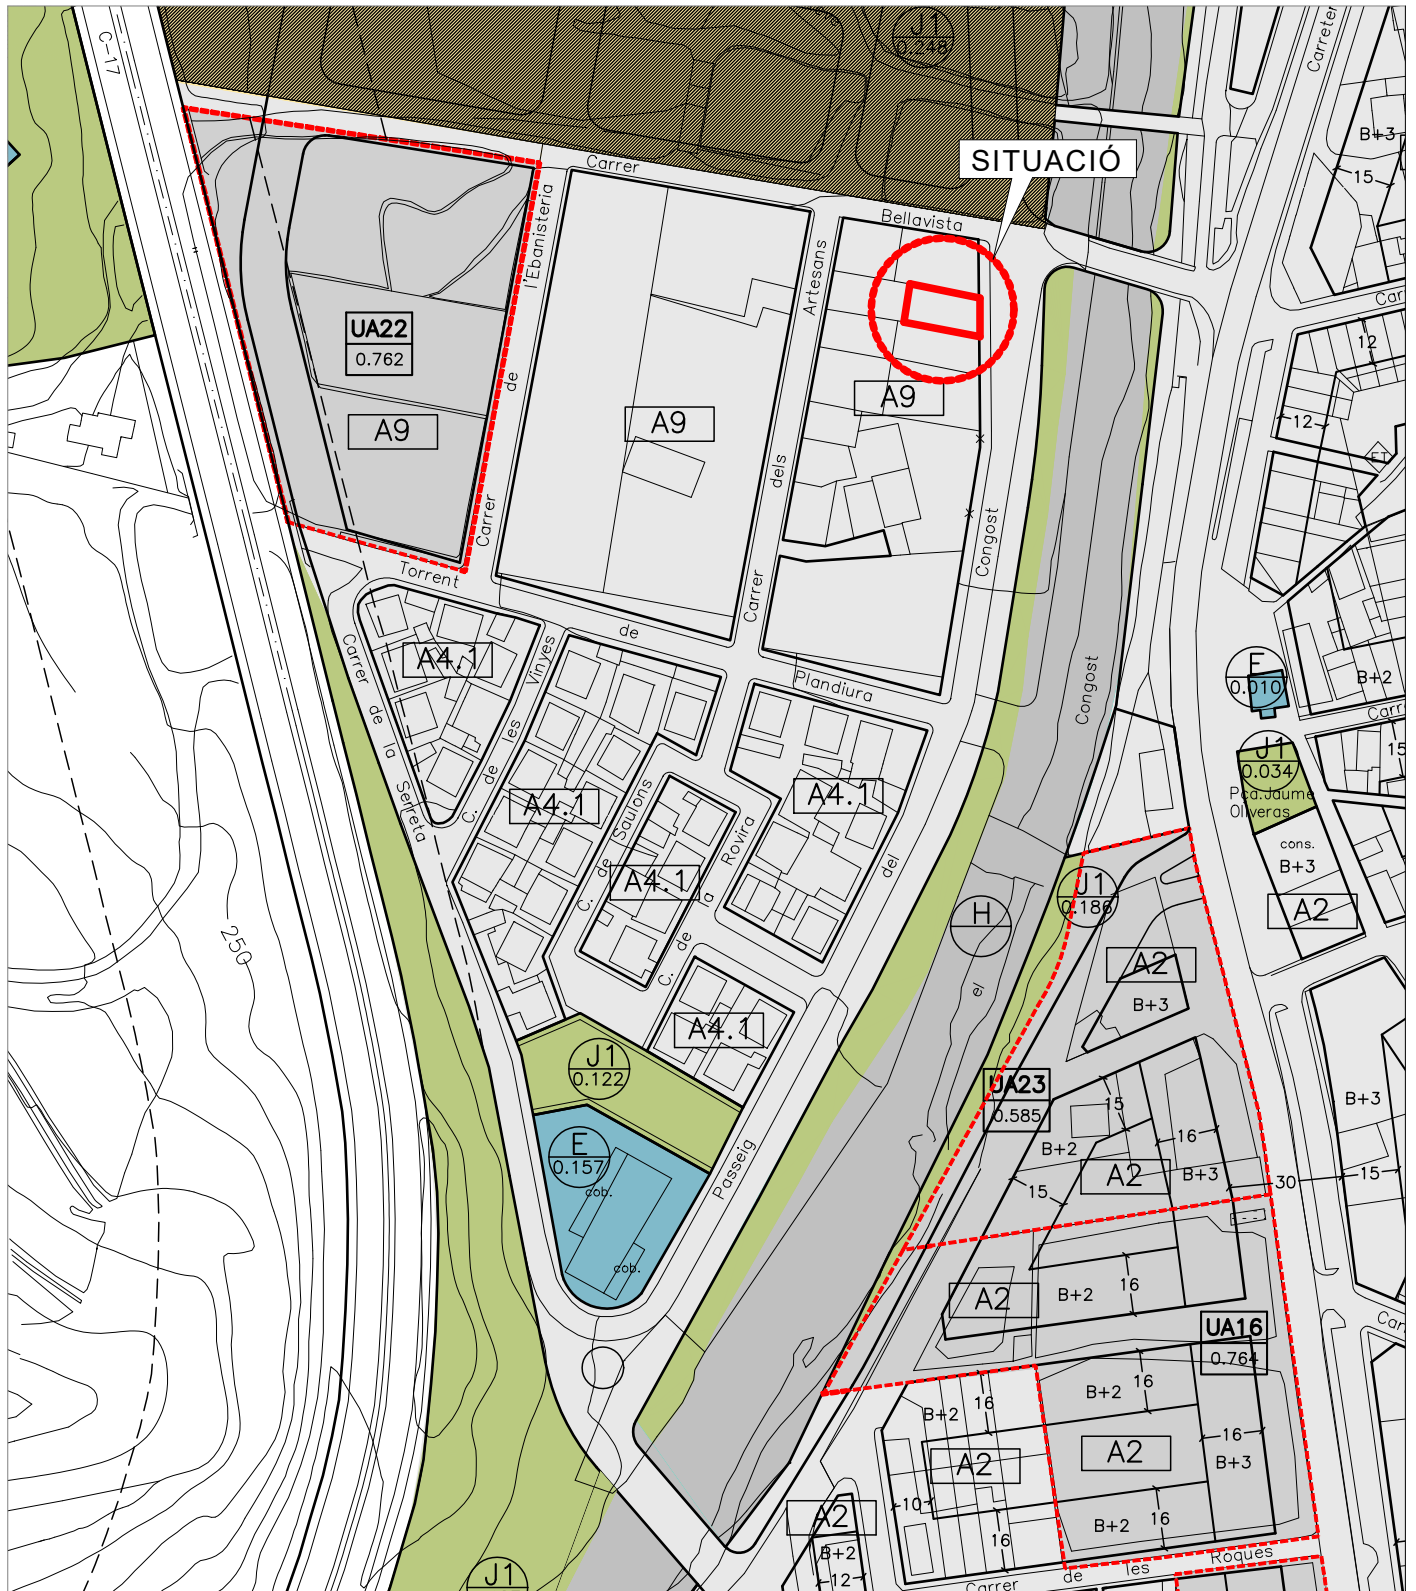 J1
0.248
C-17
Carreter
SITUACIÓ
Carrer
Bellavista
B+3
15
l'Ebanisteria
de
Carrer
Artesans
dels
Carrer
UA22
0.762
A9
A9
A9
Car
12
12
ET
Congost
Torrent
de
Plandiura
Congost
el
Carrer de la Serreta
A4.1
C. de les Vinyes
A4.1
C. de Saulons
A4.1
C. de la Rovira
A4.1
A4.1
E
0.010
B+2
Carre
15
J1
0.034
Pça.Jaume
Oliveras
cons.
B+3
A2
250
H
J1
0.186
A2
B+3
J1
0.122
E
0.157
cob.
cob.
Passeig
del
UA23
0.585
15
B+2
16
B+3
A2
15
30
15
B+3
A2
B+2
16
UA16
0.764
Carr
B+2
16
B+2
16
A2
A2
16
B+3
10
16
B+2
16
A2
B+2
12
J1
Carrer de les Roques